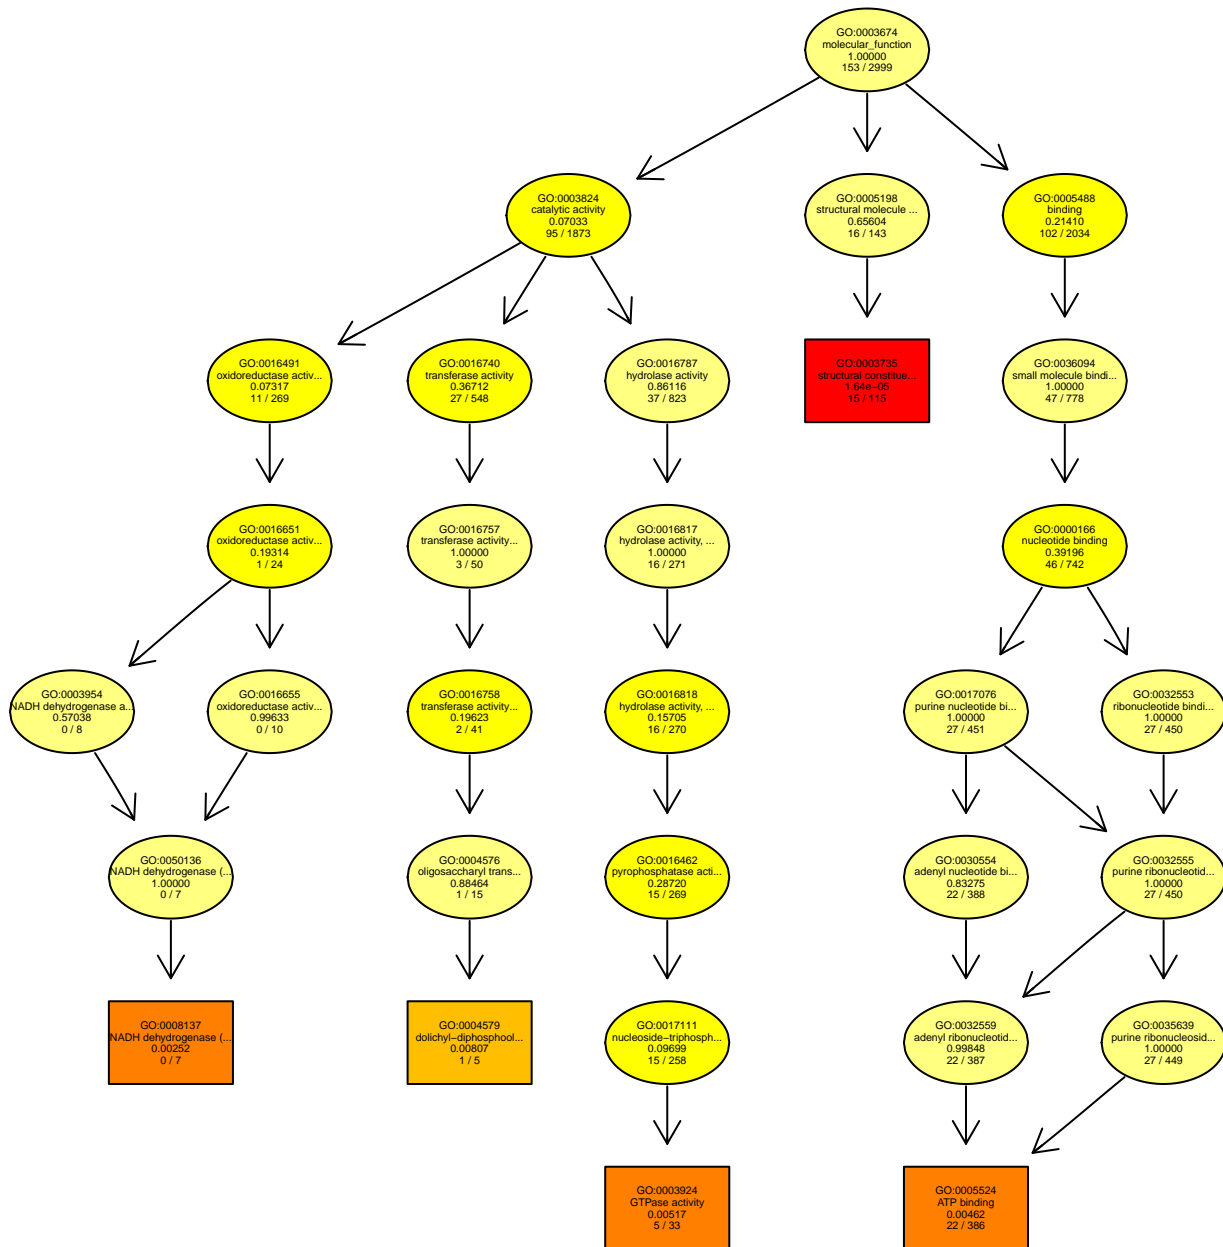 GO:0003674
molecular_function
1.00000
153 / 2999
GO:0003824
catalytic activity
0.07033
95 / 1873
GO:0005198
structural molecule ...
0.65604
16 / 143
GO:0005488
binding
0.21410
102 / 2034
GO:0016491
oxidoreductase activ...
0.07317
11 / 269
GO:0016740
transferase activity
0.36712
27 / 548
GO:0016787
hydrolase activity
0.86116
37 / 823
GO:0003735
structural constitue...
1.64e−05
15 / 115
GO:0036094
small molecule bindi...
1.00000
47 / 778
GO:0016651
oxidoreductase activ...
0.19314
1 / 24
GO:0016757
transferase activity...
1.00000
3 / 50
GO:0016817
hydrolase activity, ...
1.00000
16 / 271
GO:0000166
nucleotide binding
0.39196
46 / 742
GO:0003954
NADH dehydrogenase a...
0.57038
0 / 8
GO:0016655
oxidoreductase activ...
0.99633
0 / 10
GO:0016758
transferase activity...
0.19623
2 / 41
GO:0016818
hydrolase activity, ...
0.15705
16 / 270
GO:0017076
purine nucleotide bi...
1.00000
27 / 451
GO:0032553
ribonucleotide bindi...
1.00000
27 / 450
GO:0050136
NADH dehydrogenase (...
1.00000
0 / 7
GO:0004576
oligosaccharyl trans...
0.88464
1 / 15
GO:0016462
pyrophosphatase acti...
0.28720
15 / 269
GO:0030554
adenyl nucleotide bi...
0.83275
22 / 388
GO:0032555
purine ribonucleotid...
1.00000
27 / 450
GO:0008137
NADH dehydrogenase (...
0.00252
0 / 7
GO:0004579
dolichyl−diphosphool...
0.00807
1 / 5
GO:0017111
nucleoside−triphosph...
0.09699
15 / 258
GO:0032559
adenyl ribonucleotid...
0.99848
22 / 387
GO:0035639
purine ribonucleosid...
1.00000
27 / 449
GO:0003924
GTPase activity
0.00517
5 / 33
GO:0005524
ATP binding
0.00462
22 / 386